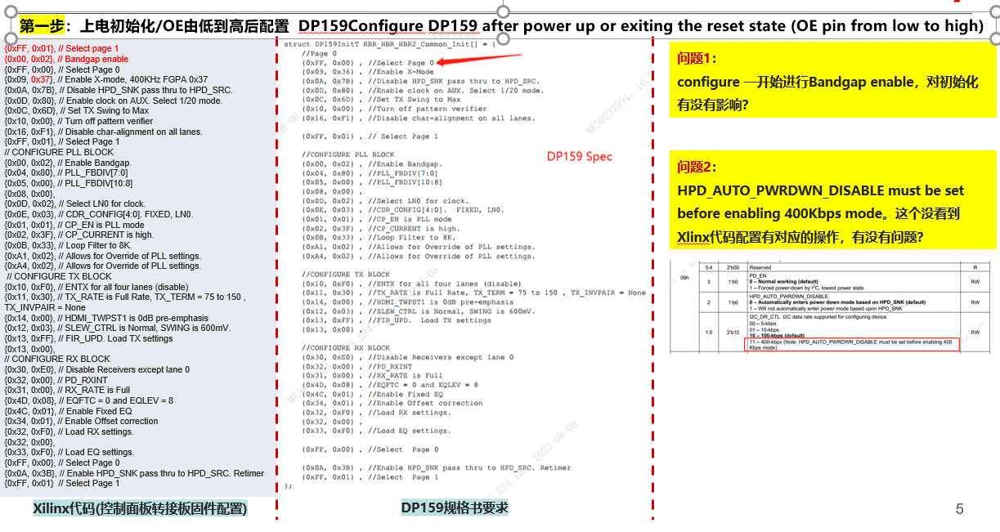 第一步：上电初始化/OE由低到高后配置 DP159Configure DP159 after power up or exiting the reset state (OE pin from low to high)
{0xFF, 0x01}, // Select page 1
{0x00, 0x02}, // Bandgap enable
{0xFF, 0x00}, // Select Page 0
{0x09, 0x37}, // Enable X-mode, 400KHz FGPA 0x37
{0x0A, 0x7B}, // Disable HPD_SNK pass thru to HPD_SRC.
{0x0D, 0x80}, // Enable clock on AUX. Select 1/20 mode.
{0x0C, 0x6D}, // Set TX Swing to Max
{0x10, 0x00}, // Turn off pattern verifier
{0x16, 0xF1}, // Disable char-alignment on all lanes.
{0xFF, 0x01}, // Select Page 1
// CONFIGURE PLL BLOCK
{0x00, 0x02}, // Enable Bandgap.
{0x04, 0x80}, // PLL_FBDIV[7:0]
{0x05, 0x00}, // PLL_FBDIV[10:8]
{0x08, 0x00},
{0x0D, 0x02}, // Select LN0 for clock.
{0x0E, 0x03}, // CDR_CONFIG[4:0]. FIXED, LN0.
{0x01, 0x01}, // CP_EN is PLL mode
{0x02, 0x3F}, // CP_CURRENT is high.
{0x0B, 0x33}, // Loop Filter to 8K.
{0xA1, 0x02}, // Allows for Override of PLL settings.
{0xA4, 0x02}, // Allows for Override of PLL settings.
// CONFIGURE TX BLOCK
{0x10, 0xF0}, // ENTX for all four lanes (disable)
{0x11, 0x30}, // TX_RATE is Full Rate, TX_TERM = 75 to 150 ,
TX_INVPAIR = None
{0x14, 0x00}, // HDMI_TWPST1 is 0dB pre-emphasis
{0x12, 0x03}, // SLEW_CTRL is Normal, SWING is 600mV.
{0x13, 0xFF}, // FIR_UPD. Load TX settings
{0x13, 0x00},
// CONFIGURE RX BLOCK
{0x30, 0xE0}, // Disable Receivers except lane 0
{0x32, 0x00}, // PD_RXINT
{0x31, 0x00}, // RX_RATE is Full
{0x4D, 0x08}, // EQFTC = 0 and EQLEV = 8
{0x4C, 0x01}, // Enable Fixed EQ
{0x34, 0x01}, // Enable Offset correction
{0x32, 0xF0}, // Load RX settings.
{0x32, 0x00},
{0x33, 0xF0}, // Load EQ settings.
{0xFF, 0x00}, // Select Page 0
{0x0A, 0x3B}, // Enable HPD_SNK pass thru to HPD_SRC. Retimer
{0xFF, 0x01} // Select Page 1
Xilinx代码(控制面板转接板固件配置)
struct DP159InitT RBR_HBR_HBR2_Common_Init[] = {
//Page 0
{0xFF, 0x00} , //Select Page 0
{0x09, 0x36} , //Enable X-Mode
{0x0A, 0x7B} , //Disable HPD_SNK pass thru to HPD_SRC.
{0x0D, 0x80} , //Enable clock on AUX. Select 1/20 mode.
{0x0C, 0x6D} , //Set TX Swing to Max
{0x10, 0x00} , //Turn off pattern verifier
{0x16, 0xF1} , //Disable char-alignment on all lanes.
{0xFF, 0x01} , // Select Page 1
//CONFIGURE PLL BLOCK
{0x00, 0x02} , //Enable Bandgap.
{0x04, 0x80} , //PLL_FBDIV[7:0]
{0x05, 0x00} , //PLL_FBDIV[10:8]
{0x08, 0x00} ,
{0x0D, 0x02} , //Select LN0 for clock.
{0x0E, 0x03} , //CDR_CONFIG[4:0]. FIXED, LN0.
{0x01, 0x01} , //CP_EN is PLL mode
{0x02, 0x3F} , //CP_CURRENT is high.
{0x0B, 0x33} , //Loop Filter to 8K.
{0xA1, 0x02} , //Allows for Override of PLL settings.
{0xA4, 0x02} , //Allows for Override of PLL settings.
//CONFIGURE TX BLOCK
{0x10, 0xF0} , //ENTX for all four lanes (disable)
{0x11, 0x30} , //TX_RATE is Full Rate, TX_TERM = 75 to 150 , TX_INVPAIR = None
{0x14, 0x00} , //HDMI_TWPST1 is 0dB pre-emphasis
{0x12, 0x03} , //SLEW_CTRL is Normal, SWING is 600mV.
{0x13, 0xFF} , //FIR_UPD. Load TX settings
{0x13, 0x00} ,
//CONFIGURE RX BLOCK
{0x30, 0xE0} , //Disable Receivers except lane 0
{0x32, 0x00} , //PD_RXINT
{0x31, 0x00} , //RX_RATE is Full
{0x4D, 0x08} , //EQFTC = 0 and EQLEV = 8
{0x4C, 0x01} , //Enable Fixed EQ
{0x34, 0x01} , //Enable Offset correction
{0x32, 0xF0} , //Load RX settings.
{0x32, 0x00} ,
{0x33, 0xF0} , //Load EQ settings.
{0xFF, 0x00} , //Select Page 0
{0x0A, 0x3B} , //Enable HPD_SNK pass thru to HPD_SRC. Retimer
{0xFF, 0x01} , //Select Page 1
};
DP159 Spec
DP159规格书要求
问题1：
configure 一开始进行Bandgap enable，对初始化
有没有影响？
问题2：
HPD_AUTO_PWRDWN_DISABLE must be set
before enabling 400Kbps mode。这个没看到
Xlinx代码配置有对应的操作，有没有问题？
09h
5:4 2'b00 Reserved R
3 1'b0 PD_EN
0 – Normal working (default)
1 – Forced power-down by I²C, lowest power state RW
2 1'b0 HPD_AUTO_PWRDWN_DISABLE
0 – Automatically enters power down mode based on HPD_SNK (default)
1 – Will not automatically enter power mode based upon HPD_SNK RW
1:0 2'b10 I2C_DR_CTL. I2C data rate supported for configuring device
00 – 5-kbps
01 – 10-kbps
10 – 100-kbps (default)
11 – 400-kbps (Note: HPD_AUTO_PWRDWN_DISABLE must be set before enabling 400
Kbps mode) RW
5